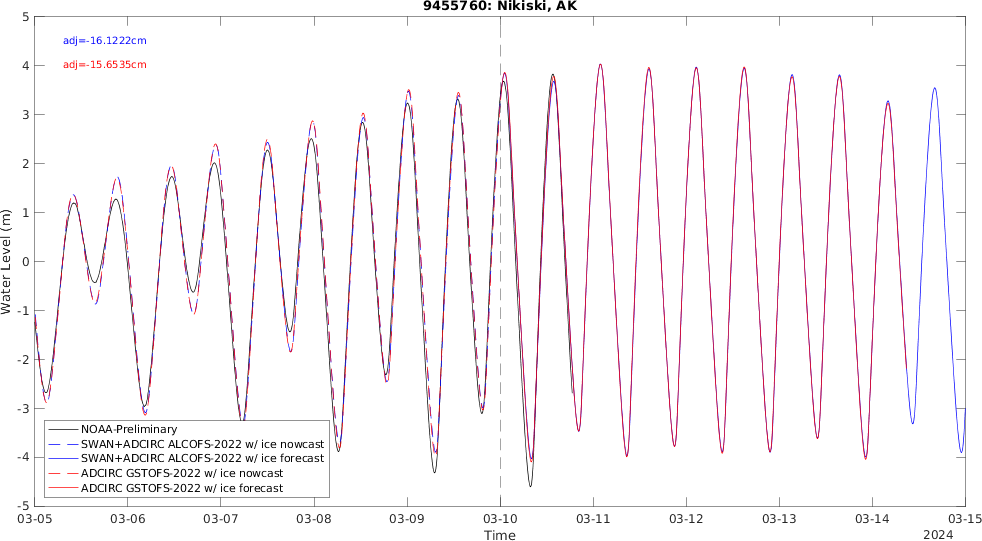 9455760: Nikiski, AK
adj=-16.1222cm
adj=-15.6535cm
5
4
3
2
1
0
-1
-2
-3
-4
-5
Water Level (m)
NOAA-Preliminary
SWAN+ADCIRC ALCOFS-2022 w/ ice nowcast
SWAN+ADCIRC ALCOFS-2022 w/ ice forecast
ADCIRC GSTOFS-2022 w/ ice nowcast
ADCIRC GSTOFS-2022 w/ ice forecast
03-05 03-06 03-07 03-08 03-09 03-10 03-11 03-12 03-13 03-14 03-15
Time
2024